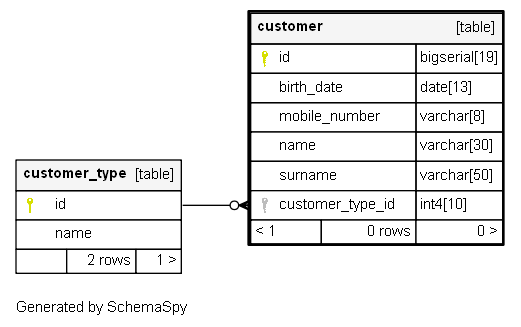 customer [table]
id bigserial[19]
birth_date date[13]
mobile_number varchar[8]
name varchar[30]
surname varchar[50]
customer_type_id int4[10]
< 1 0 rows 0 >
customer_type [table]
id
name
2 rows 1 >
Generated by SchemaSpy